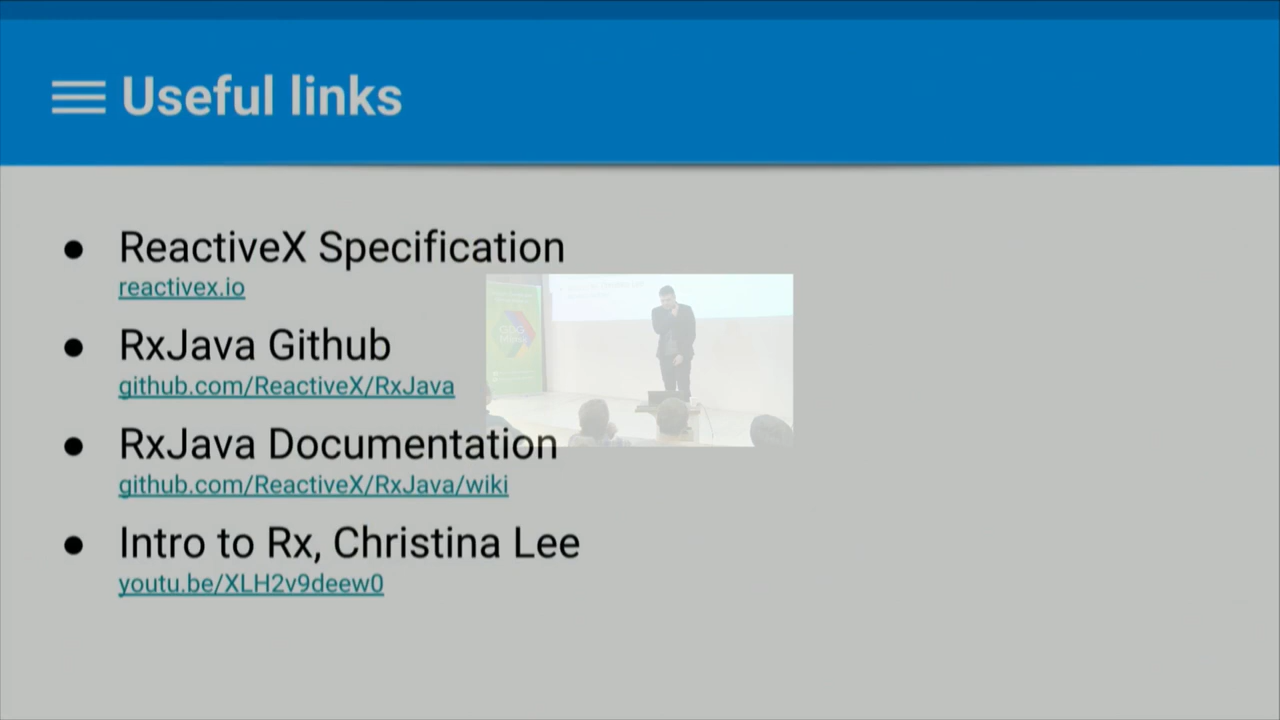 Useful links
● ReactiveX Specification
reactivex.io
● RxJava Github
github.com/ReactiveX/RxJava
● RxJava Documentation
github.com/ReactiveX/RxJava/wiki
● Intro to Rx, Christina Lee
youtu.be/XLH2v9deew0